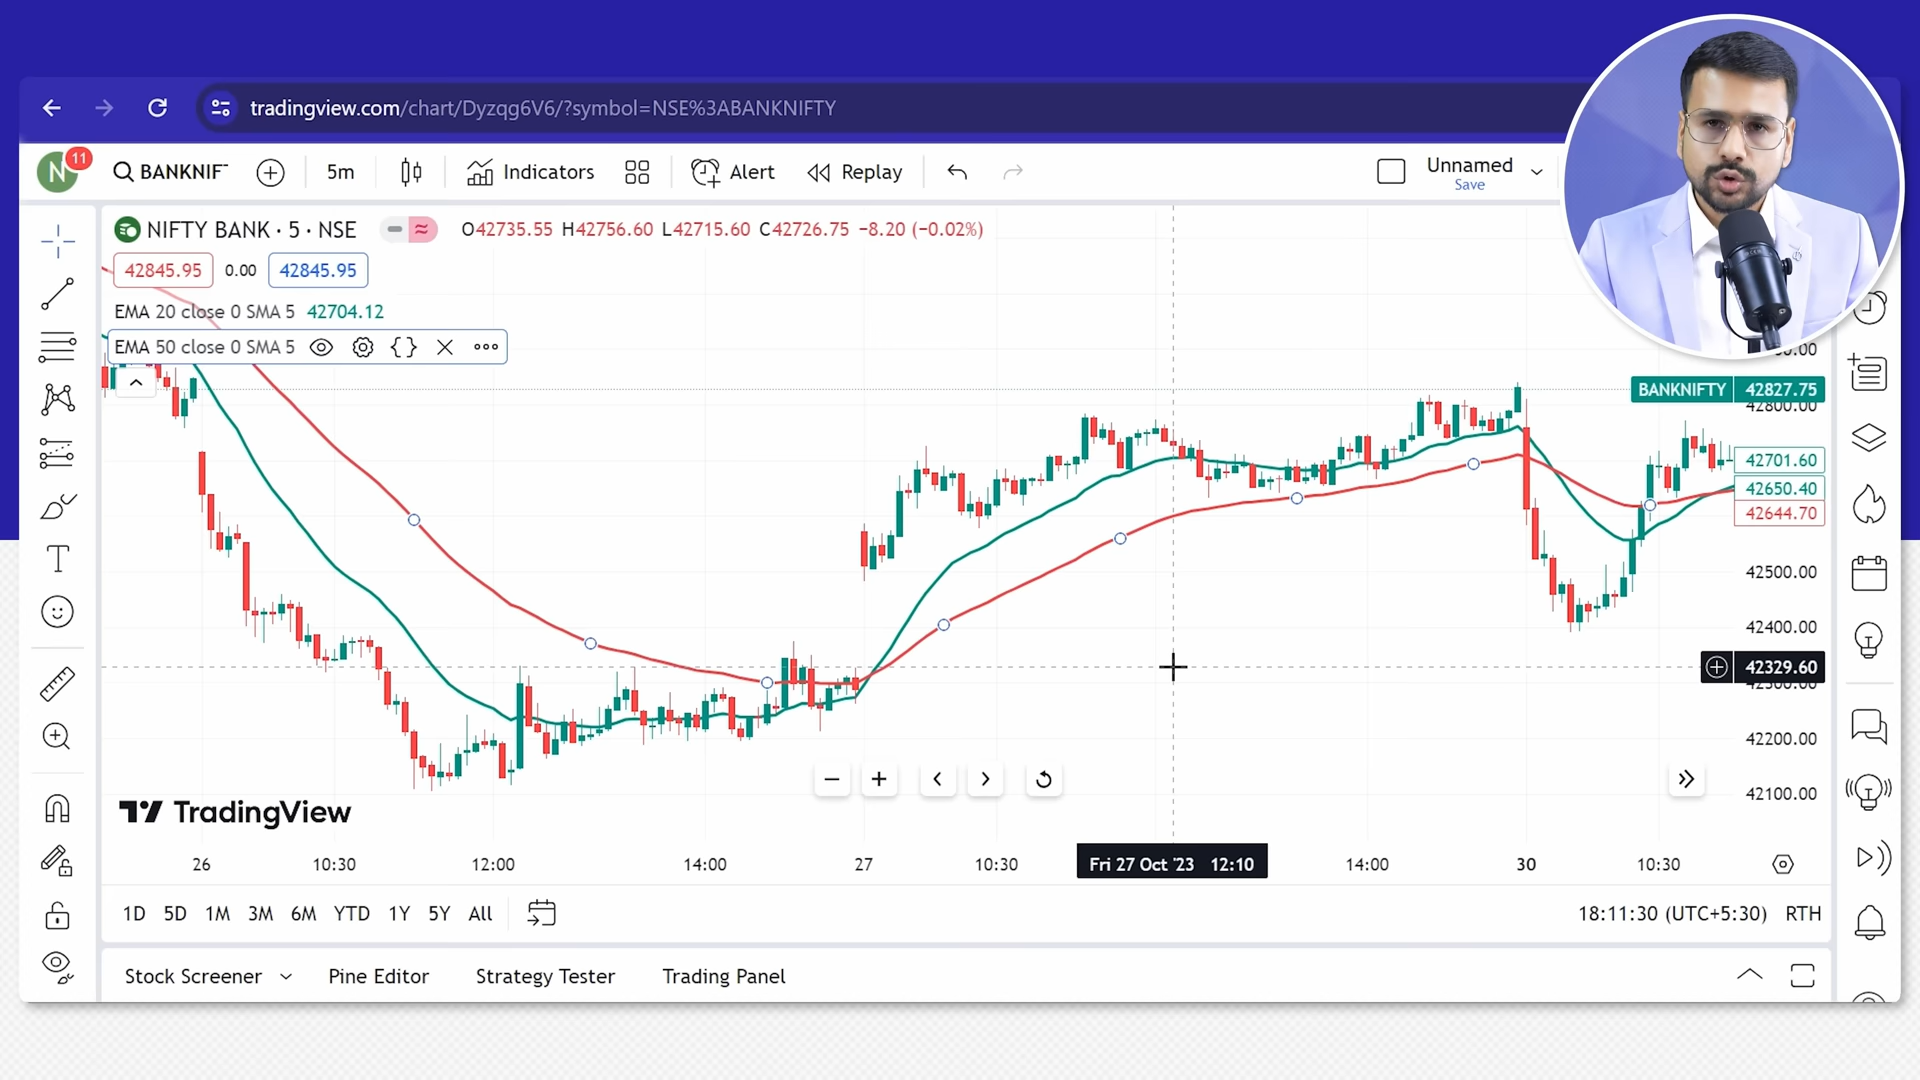 tradingview.com/chart/Dyzqg6V6/?symbol=NSE%3ABANKNIFTY
N 11 BANKNIF 5m Indicators Alert Replay Unnamed
Save
NIFTY BANK · 5 · NSE O42735.55 H42756.60 L42715.60 C42726.75 −8.20 (−0.02%)
42845.95 0.00 42845.95
EMA 20 close 0 SMA 5 42704.12
EMA 50 close 0 SMA 5
BANKNIFTY 42827.75
42800.00
42701.60
42650.40
42644.70
42500.00
42400.00
42329.60
42300.00
42200.00
42100.00
TradingView
26 10:30 12:00 14:00 27 10:30 Fri 27 Oct '23 12:10 14:00 30 10:30
1D 5D 1M 3M 6M YTD 1Y 5Y All 18:11:30 (UTC+5:30) RTH
Stock Screener Pine Editor Strategy Tester Trading Panel